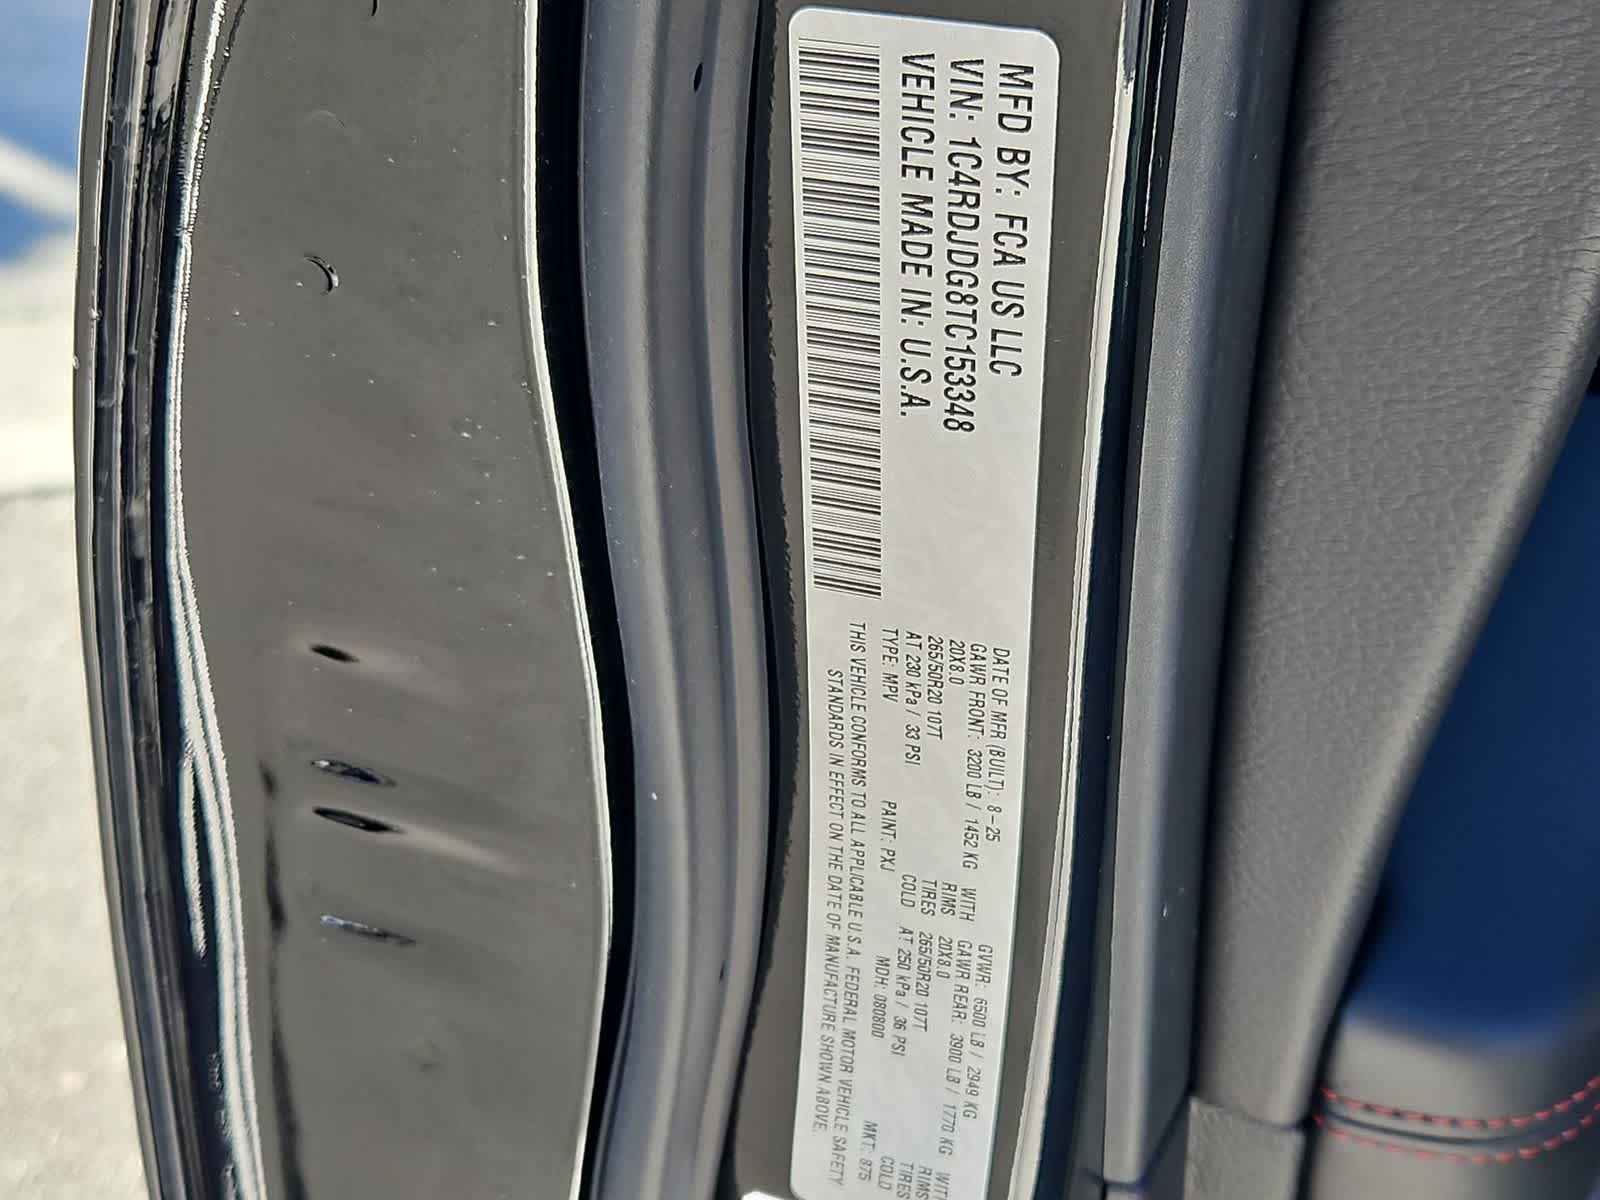 MFD BY: FCA US LLC
VIN: 1C4RDJDG8TC153348
VEHICLE MADE IN: U.S.A.
DATE OF MFR (BUILT): 8-25 GVWR: 6500 LB / 2949 KG
GAWR FRONT: 3200 LB / 1452 KG WITH GAWR REAR: 3900 LB / 1770 KG WITH
20X8.0 RIMS 20X8.0 RIMS
265/50R20 107T TIRES 265/50R20 107T TIRES
AT 230 kPa / 33 PSI COLD AT 250 kPa / 36 PSI COLD
TYPE: MPV PAINT: PXJ MDH: 080800 MKT: 875
THIS VEHICLE CONFORMS TO ALL APPLICABLE U.S.A. FEDERAL MOTOR VEHICLE SAFETY
STANDARDS IN EFFECT ON THE DATE OF MANUFACTURE SHOWN ABOVE.